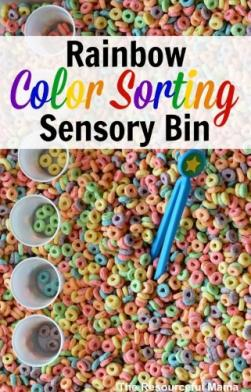 Rainbow
Color Sorting
Sensory Bin
The Resourceful Mama